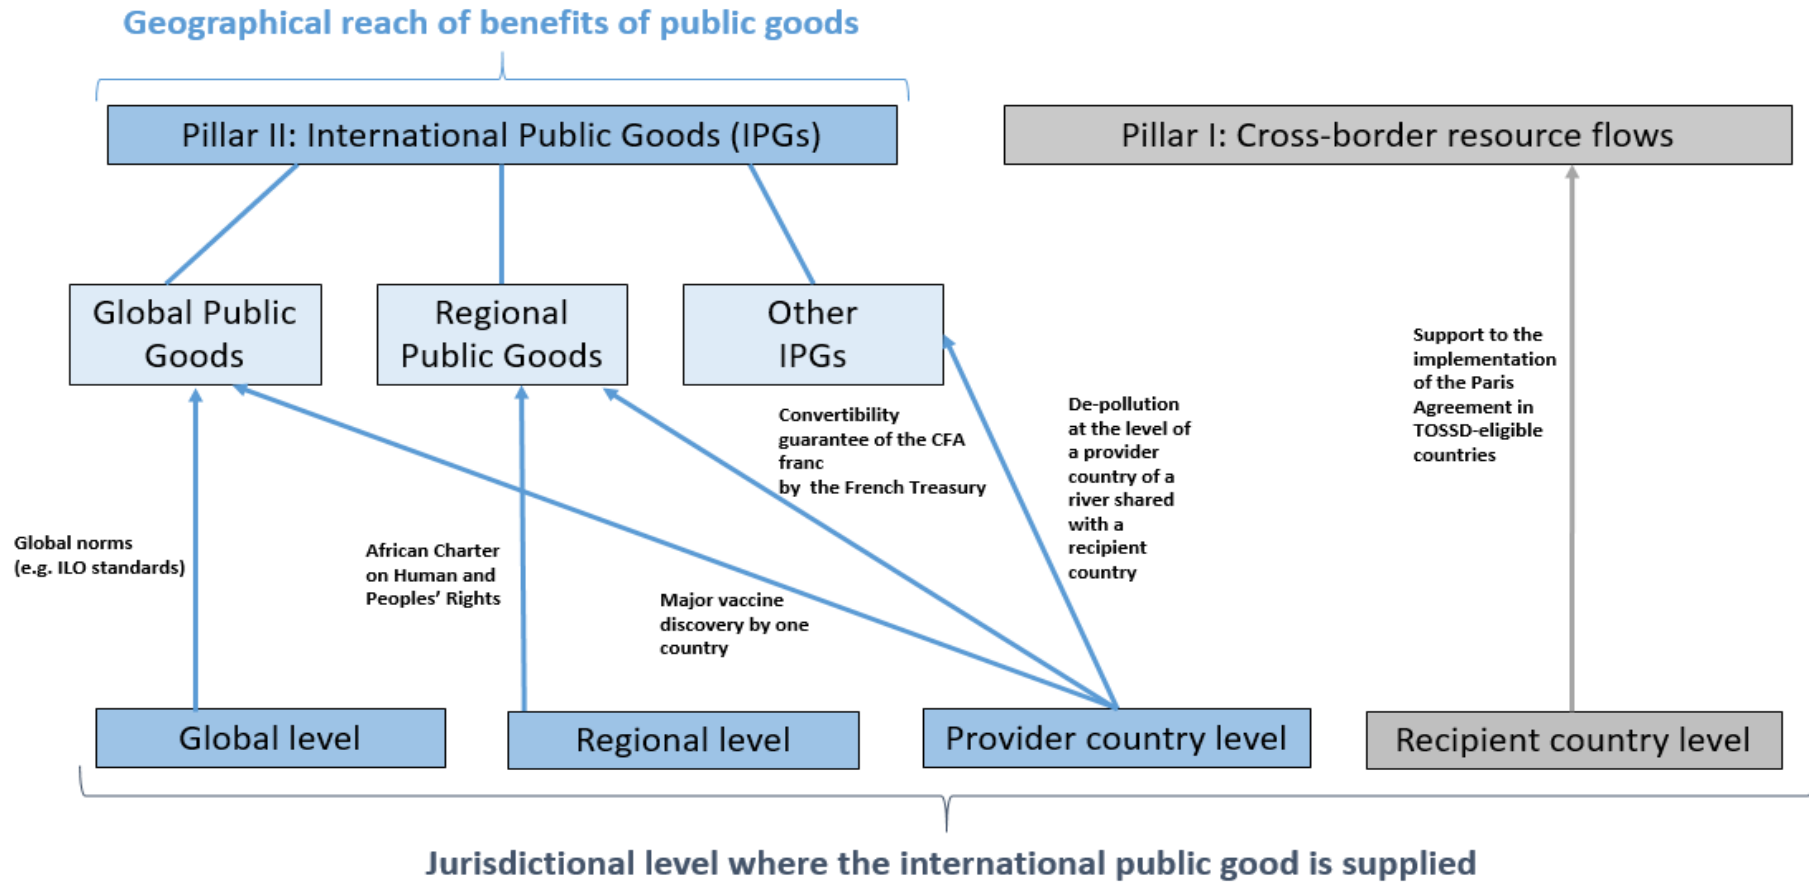 Geographical reach of benefits of public goods
Pillar II: International Public Goods (IPGs)
Pillar I: Cross-border resource flows
Global Public
Goods
Regional
Public Goods
Other
IPGs
Support to the
implementation
of the Paris
Agreement in
TOSSD-eligible
countries
Convertibility
guarantee of the CFA
franc
by the French Treasury
De-pollution
at the level of
a provider
country of a
river shared
with a
recipient
country
Global norms
(e.g. ILO standards)
African Charter
on Human and
Peoples’ Rights
Major vaccine
discovery by one
country
Global level
Regional level
Provider country level
Recipient country level
Jurisdictional level where the international public good is supplied